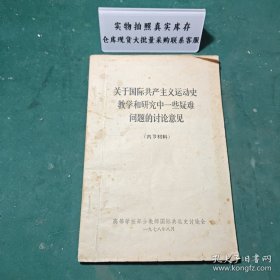 实物拍照真实库存
仓库现货大批量采购联系客服
关于国际共产主义运动史
教学和研究中一些疑难
问题的讨论意见
（内部材料）
高等学校部分教师国际共运史讨论会
一九七八年八月